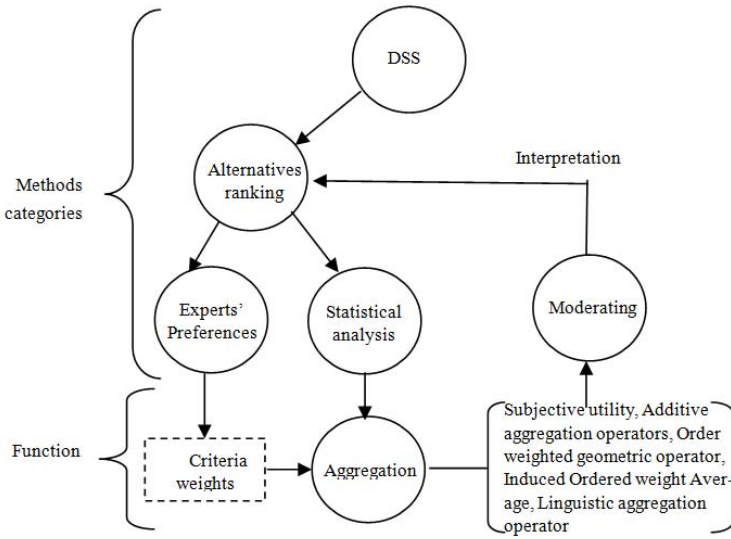 DSS
Interpretation
Alternatives
ranking
Methods
categories
Experts’
Preferences
Statistical
analysis
Moderating
Function
Criteria
weights
Aggregation
Subjective utility, Additive
aggregation operators, Order
weighted geometric operator,
Induced Ordered weight Aver-
age, Linguistic aggregation
operator